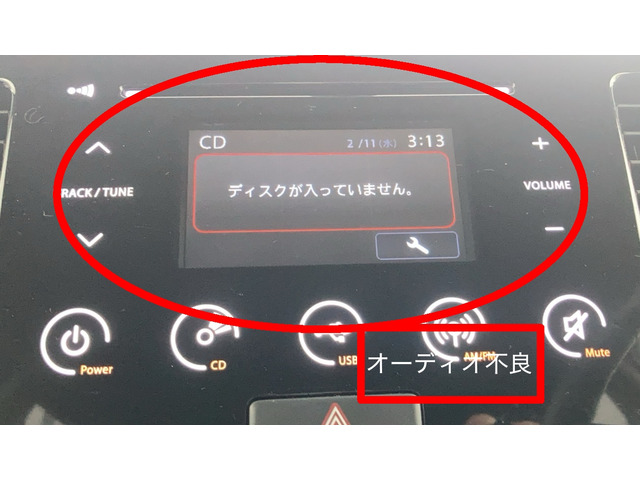 CD 2/11(水) 3:13
RACK/TUNE
ディスクが入っていません。
VOLUME
Power
CD
USB
AM/FM
Mute
オーディオ不良